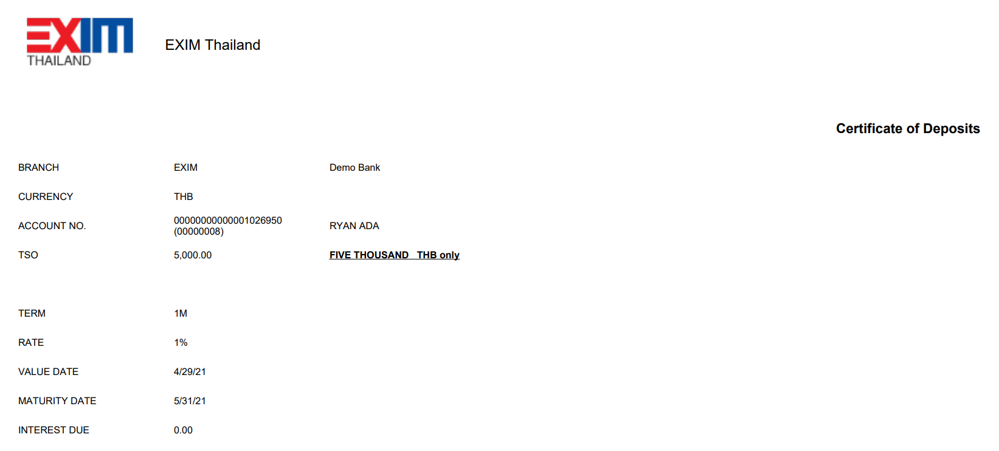 EXIM
THAILAND
EXIM Thailand
Certificate of Deposits
BRANCH EXIM Demo Bank
CURRENCY THB
ACCOUNT NO. 00000000000001026950 (00000008) RYAN ADA
TSO 5,000.00 FIVE THOUSAND THB only
TERM 1M
RATE 1%
VALUE DATE 4/29/21
MATURITY DATE 5/31/21
INTEREST DUE 0.00